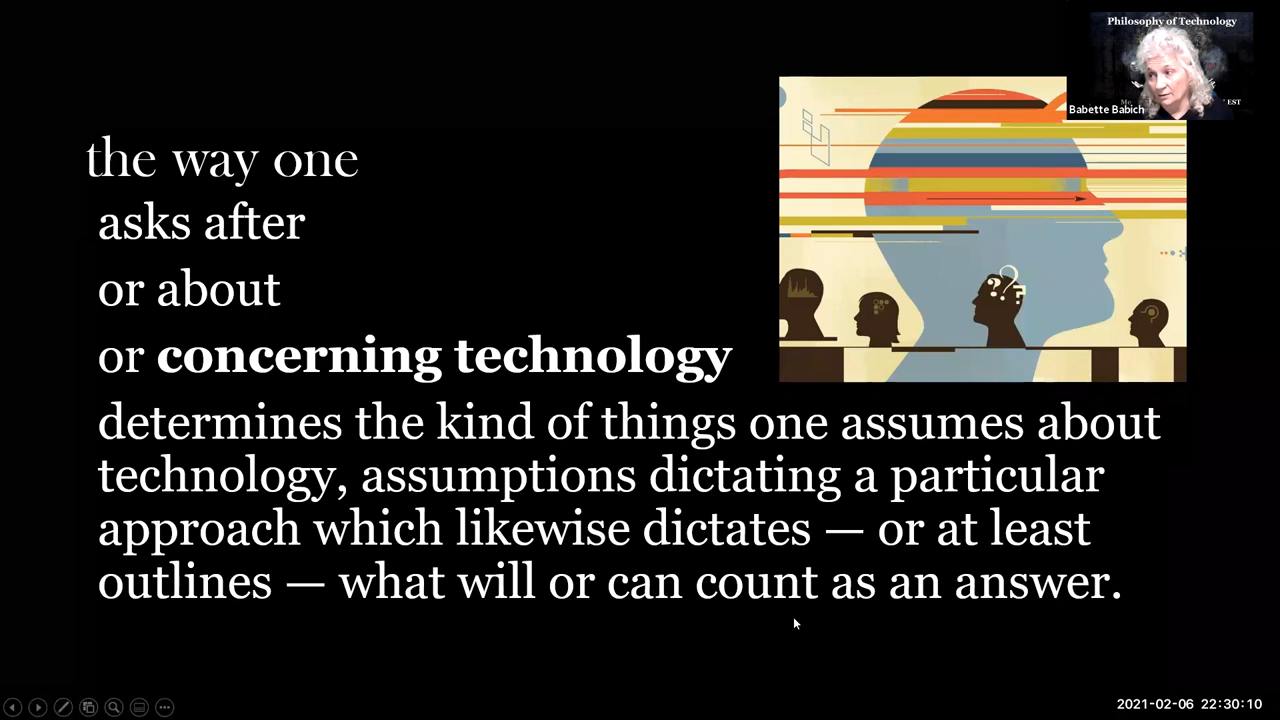 Philosophy of Technology
EST
Babette Babich
the way one
asks after
or about
or concerning technology
determines the kind of things one assumes about
technology, assumptions dictating a particular
approach which likewise dictates — or at least
outlines — what will or can count as an answer.
??
?
2021-02-06 22:30:10